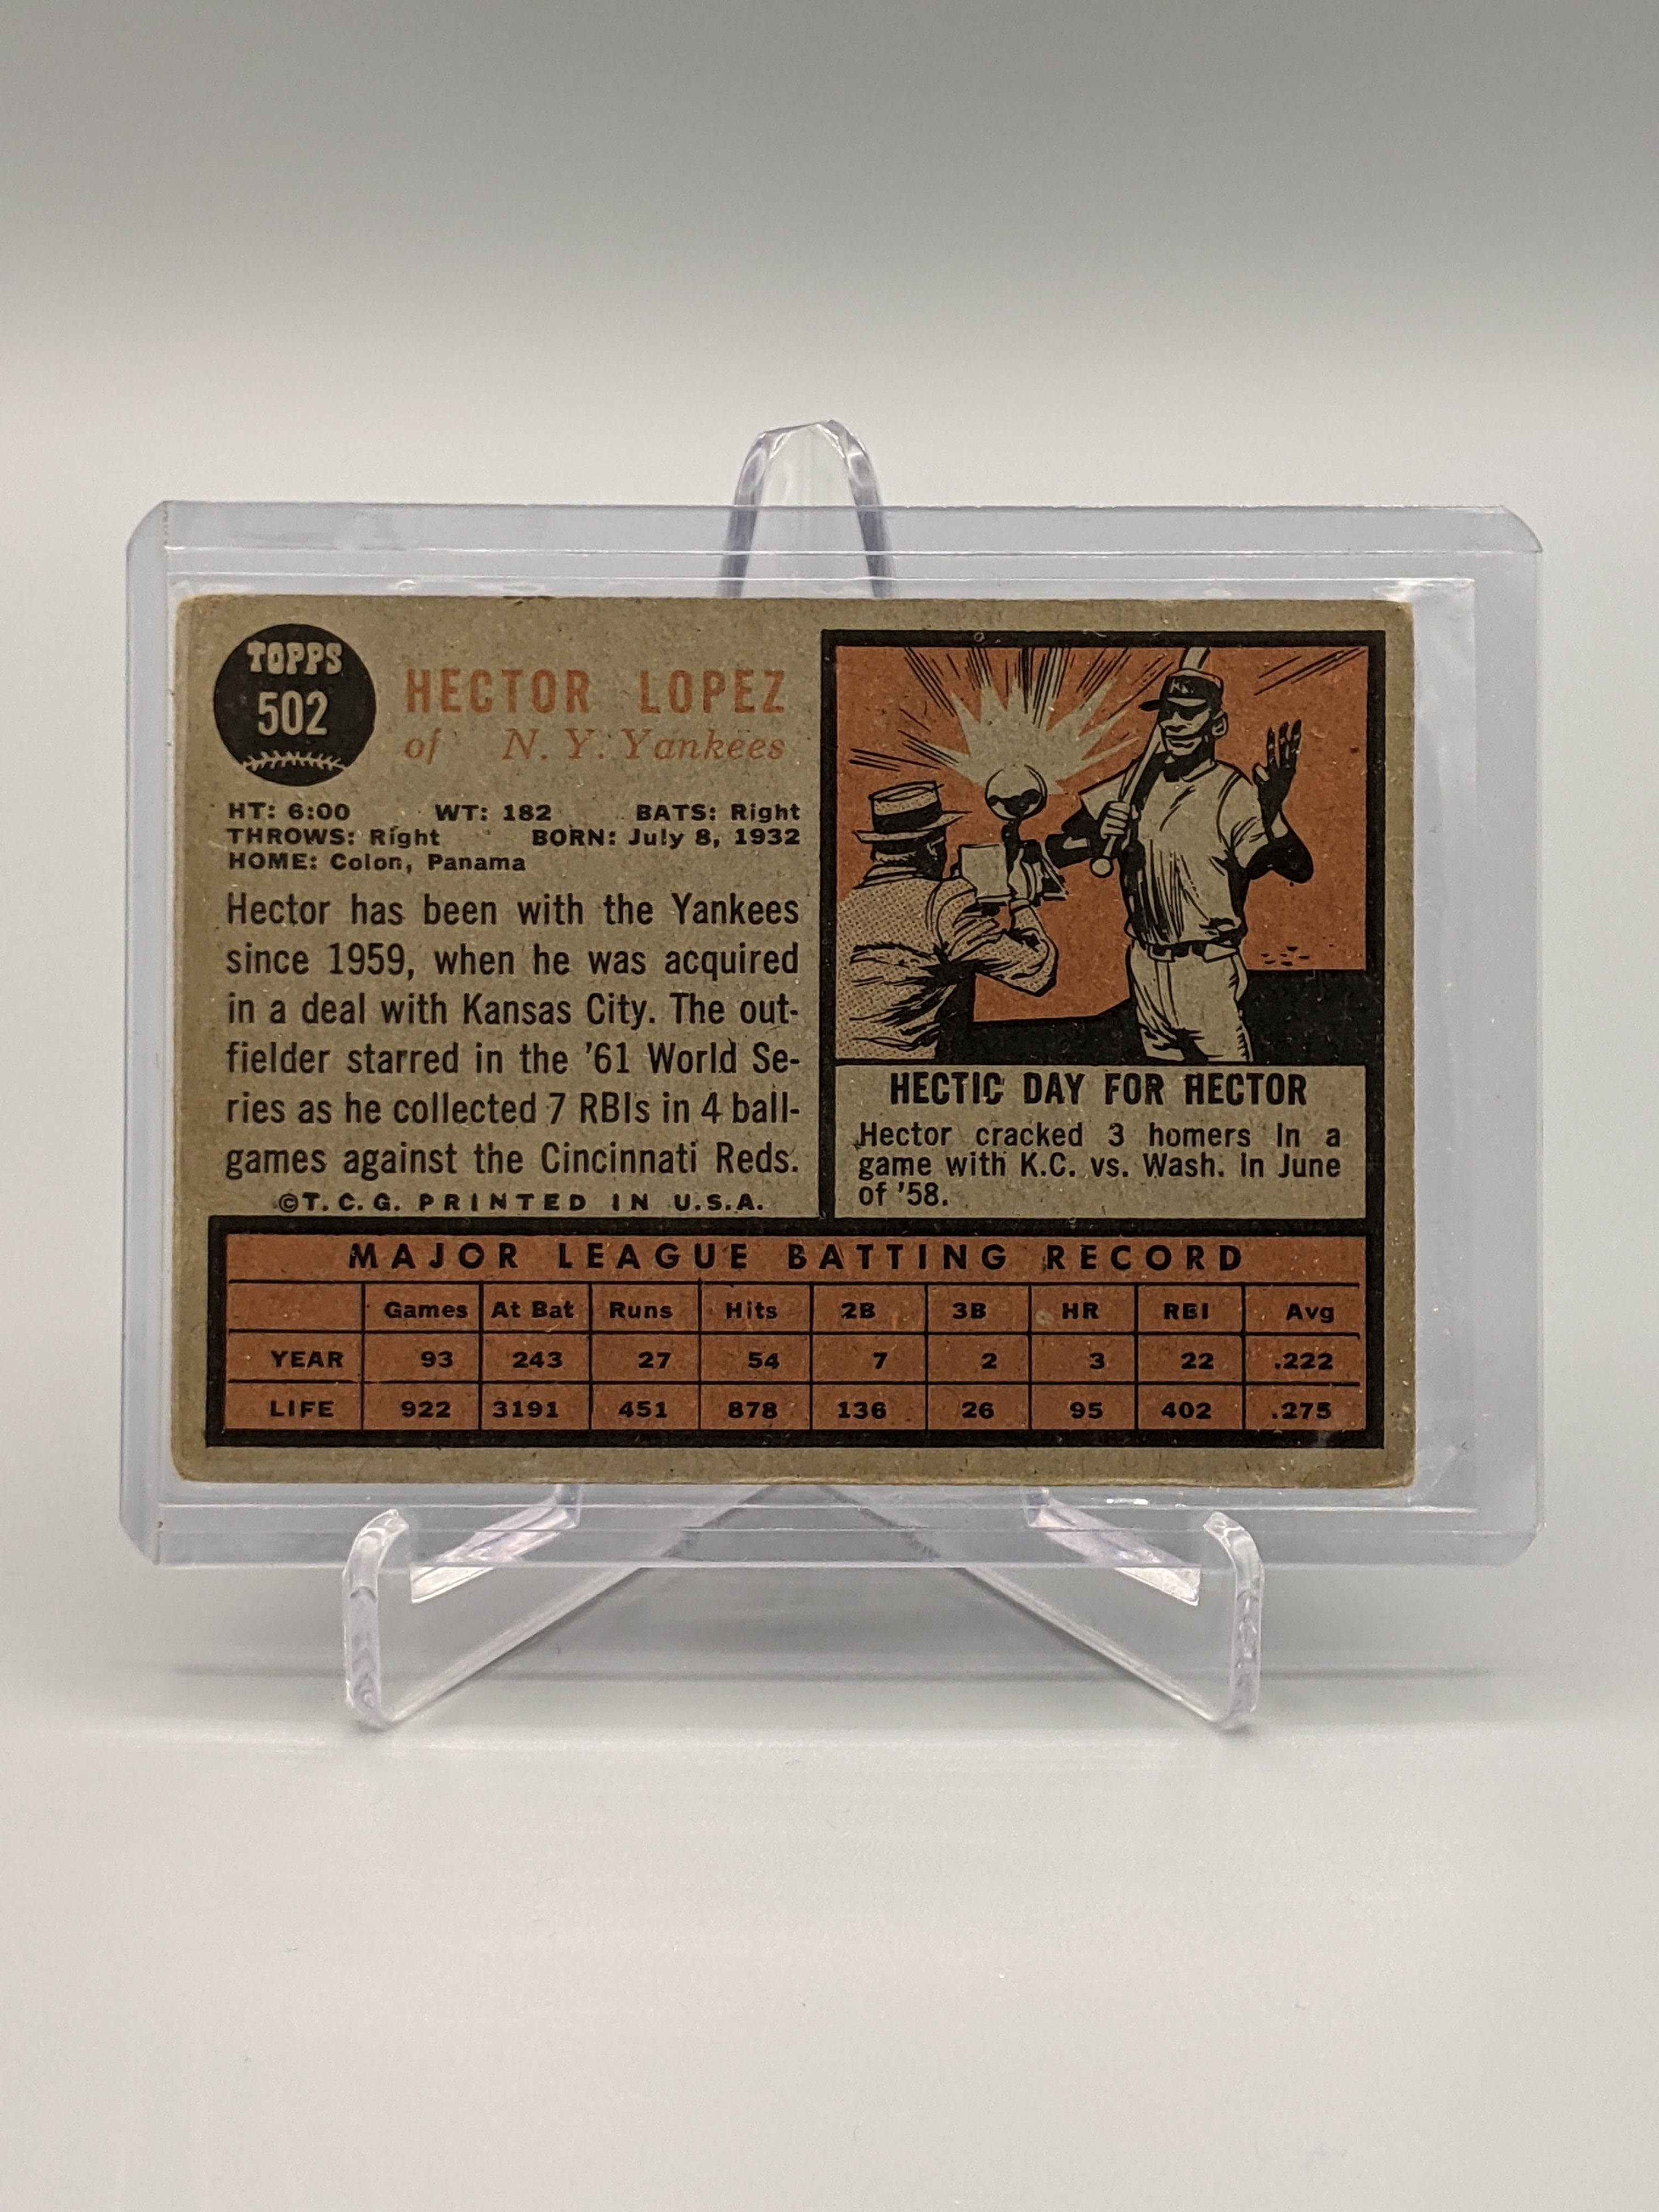 TOPPS
502
HECTOR LOPEZ
of N. Y. Yankees
HT: 6:00 WT: 182 BATS: Right
THROWS: Right BORN: July 8, 1932
HOME: Colon, Panama
Hector has been with the Yankees
since 1959, when he was acquired
in a deal with Kansas City. The out-
fielder starred in the '61 World Se-
ries as he collected 7 RBIs in 4 ball-
games against the Cincinnati Reds.
©T. C. G. PRINTED IN U.S.A.
HECTIC DAY FOR HECTOR
Hector cracked 3 homers in a
game with K.C. vs. Wash. in June
of '58.
MAJOR LEAGUE BATTING RECORD
Games At Bat Runs Hits 2B 3B HR RBI Avg
YEAR 93 243 27 54 7 2 3 22 .222
LIFE 922 3191 451 878 136 26 95 402 .275